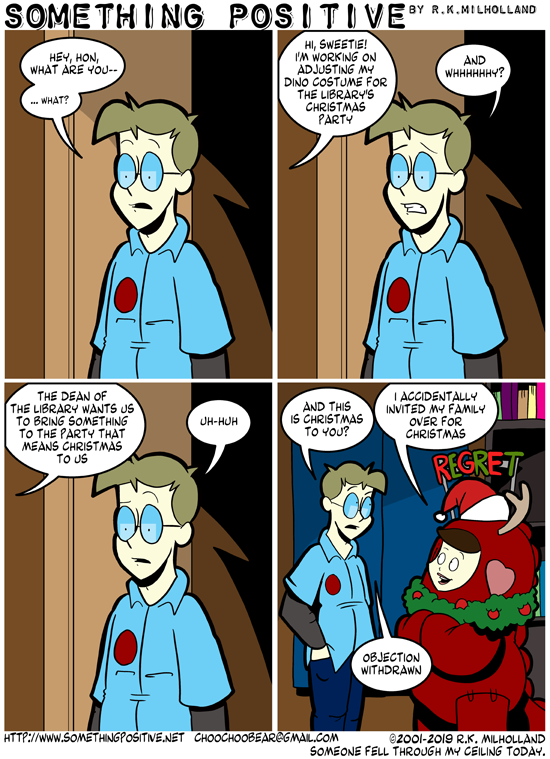 SOMETHING POSITIVE BY R.K.MILHOLLAND
HEY, HON,
WHAT ARE YOU--
... WHAT?
HI, SWEETIE!
I'M WORKING ON
ADJUSTING MY
DINO COSTUME FOR
THE LIBRARY'S
CHRISTMAS
PARTY
AND
WHHHHHHY?
THE DEAN OF
THE LIBRARY WANTS US
TO BRING SOMETHING
TO THE PARTY THAT
MEANS CHRISTMAS
TO US
UH-HUH
AND THIS
IS CHRISTMAS
TO YOU?
I ACCIDENTALLY
INVITED MY FAMILY
OVER FOR
CHRISTMAS
REGRET
OBJECTION
WITHDRAWN
HTTP://WWW.SOMETHINGPOSITIVE.NET CHOOCHOOBEAR@GMAIL.COM ©2001-2018 R.K. MILHOLLAND
SOMEONE FELL THROUGH MY CEILING TODAY.